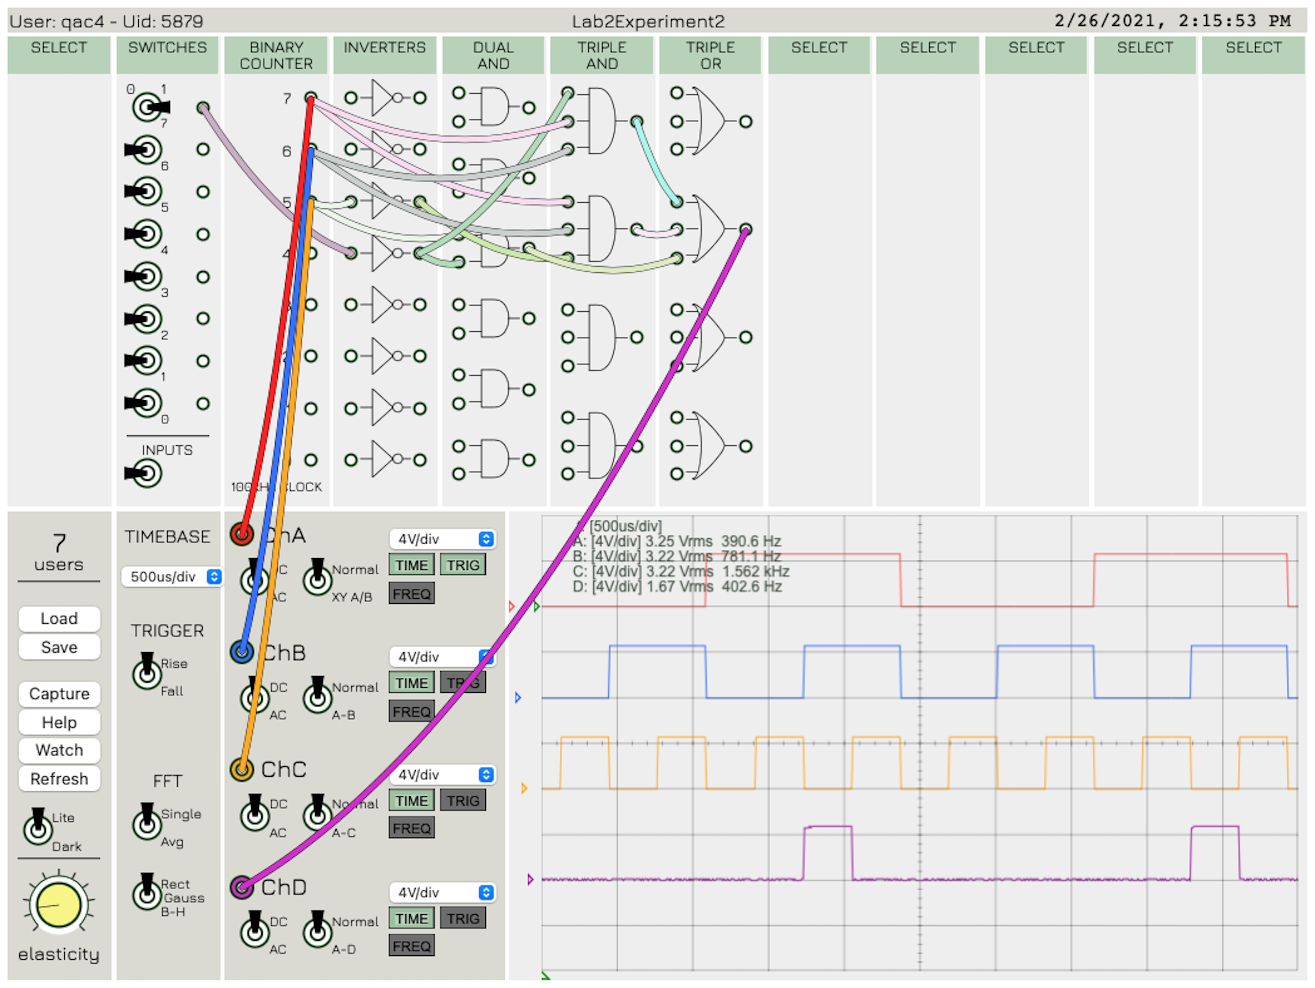 User: qac4 - Uid: 5879
Lab2Experiment2
2/26/2021, 2:15:53 PM
SELECT
SWITCHES
BINARY
COUNTER
INVERTERS
DUAL
AND
TRIPLE
AND
TRIPLE
OR
SELECT
SELECT
SELECT
SELECT
SELECT
0 1
7
6
5
4
3
2
1
0
INPUTS
7
6
5
4
CLOCK
7
users
Load
Save
Capture
Help
Watch
Refresh
Lite
Dark
elasticity
TIMEBASE
500us/div
TRIGGER
Rise
Fall
FFT
Single
Avg
Rect
Gauss
B-H
ChA
4V/div
TIME
TRIG
FREQ
Normal
XY A/B
ChB
4V/div
TIME
TRIG
FREQ
DC
AC
Normal
A-B
ChC
4V/div
TIME
TRIG
FREQ
DC
AC
Normal
A-C
ChD
4V/div
TIME
TRIG
FREQ
DC
AC
Normal
A-D
[500us/div]
A: [4V/div] 3.25 Vrms 390.6 Hz
B: [4V/div] 3.22 Vrms 781.1 Hz
C: [4V/div] 3.22 Vrms 1.562 kHz
D: [4V/div] 1.67 Vrms 402.6 Hz